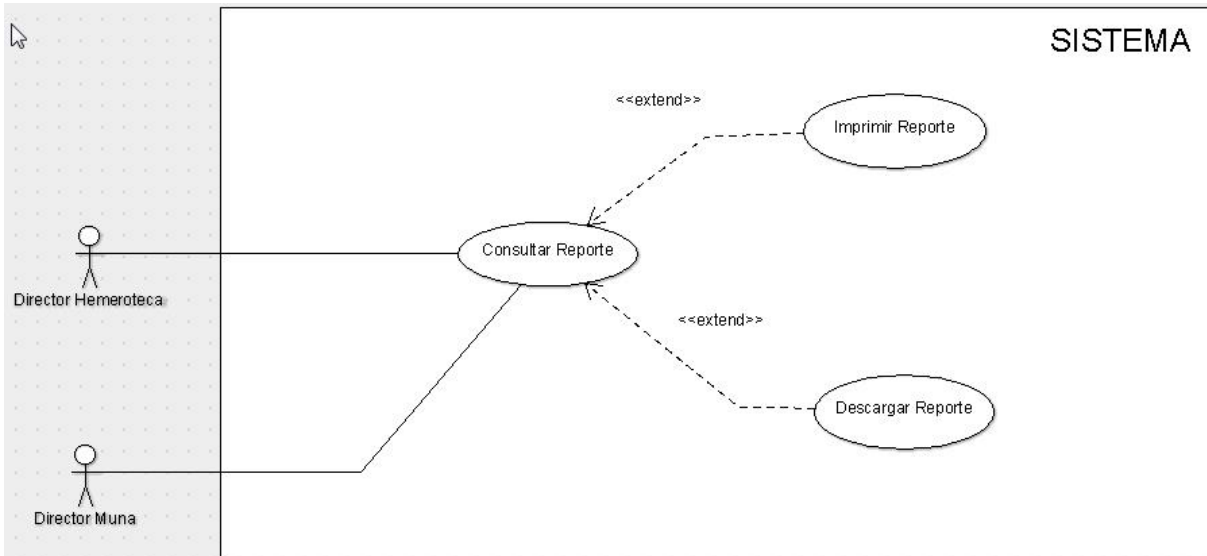 SISTEMA
<<extend>>
Imprimir Reporte
Consultar Reporte
Director Hemeroteca
<<extend>>
Descargar Reporte
Director Muna